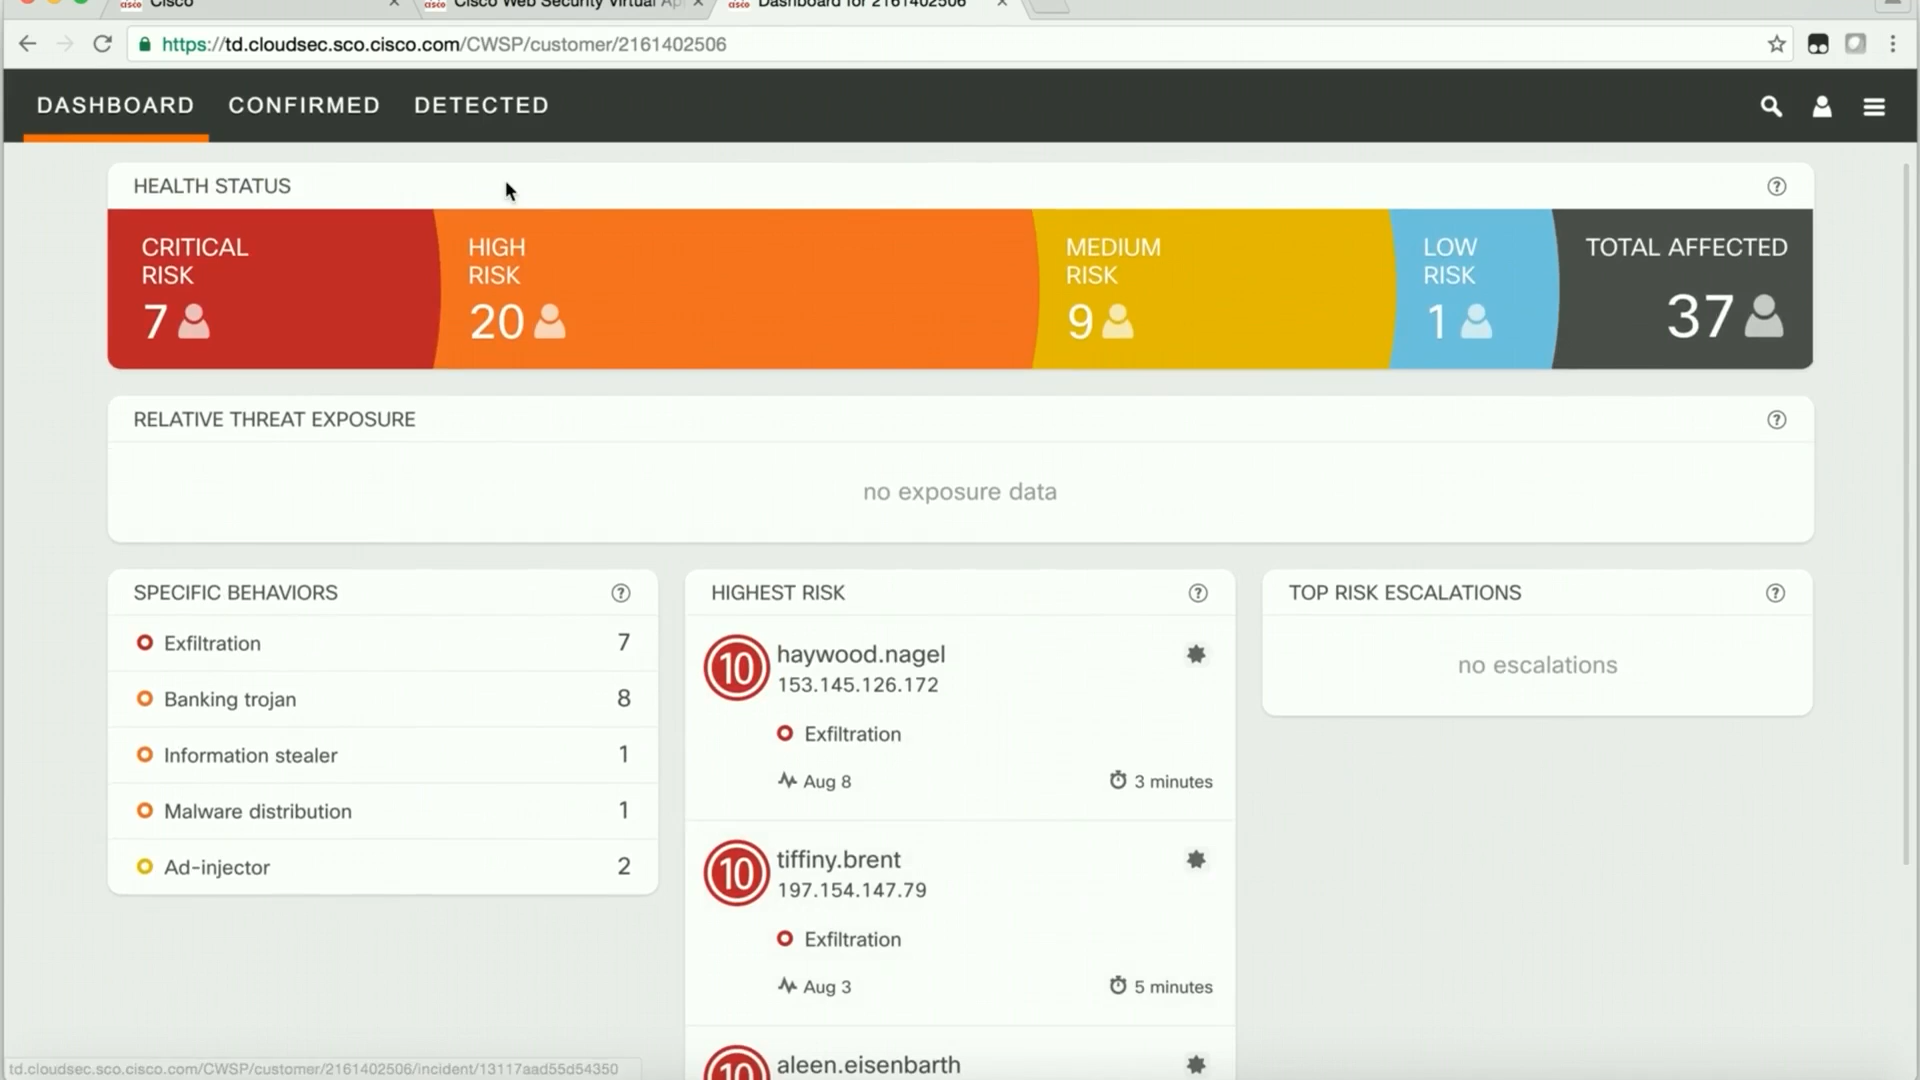 Cisco
Cisco Web Security Virtual Ap
Dashboard for 2161402506
https://td.cloudsec.sco.cisco.com/CWSP/customer/2161402506
DASHBOARD CONFIRMED DETECTED
HEALTH STATUS
CRITICAL
RISK
7
HIGH
RISK
20
MEDIUM
RISK
9
LOW
RISK
1
TOTAL AFFECTED
37
RELATIVE THREAT EXPOSURE
no exposure data
SPECIFIC BEHAVIORS
Exfiltration 7
Banking trojan 8
Information stealer 1
Malware distribution 1
Ad-injector 2
HIGHEST RISK
10 haywood.nagel
153.145.126.172
Exfiltration
Aug 8 3 minutes
10 tiffiny.brent
197.154.147.79
Exfiltration
Aug 3 5 minutes
10 aleen.eisenbarth
TOP RISK ESCALATIONS
no escalations
td.cloudsec.sco.cisco.com/CWSP/customer/2161402506/incident/13117aad55d54350